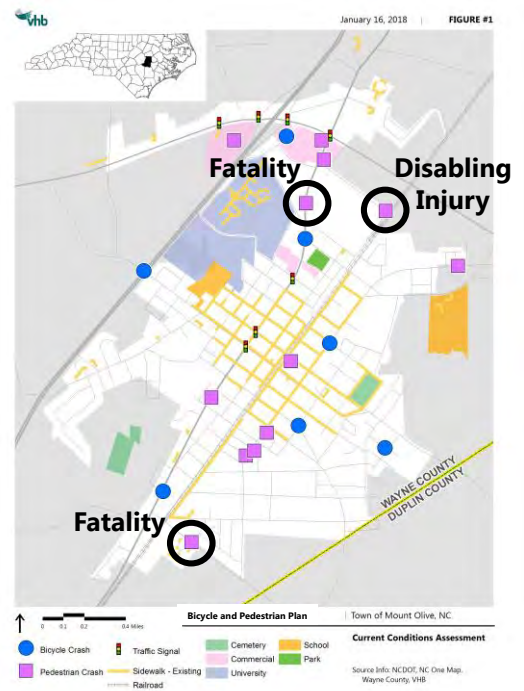 vhb
January 16, 2018 | FIGURE #1
Fatality
Disabling
Injury
WAYNE COUNTY
DUPLIN COUNTY
Fatality
0 0.1 0.2 0.4 Miles
Bicycle and Pedestrian Plan
Town of Mount Olive, NC
Bicycle Crash
Pedestrian Crash
Traffic Signal
Sidewalk - Existing
Railroad
Cemetery
Commercial
University
School
Park
Current Conditions Assessment
Source Info: NCDOT, NC One Map,
Wayne County, VHB